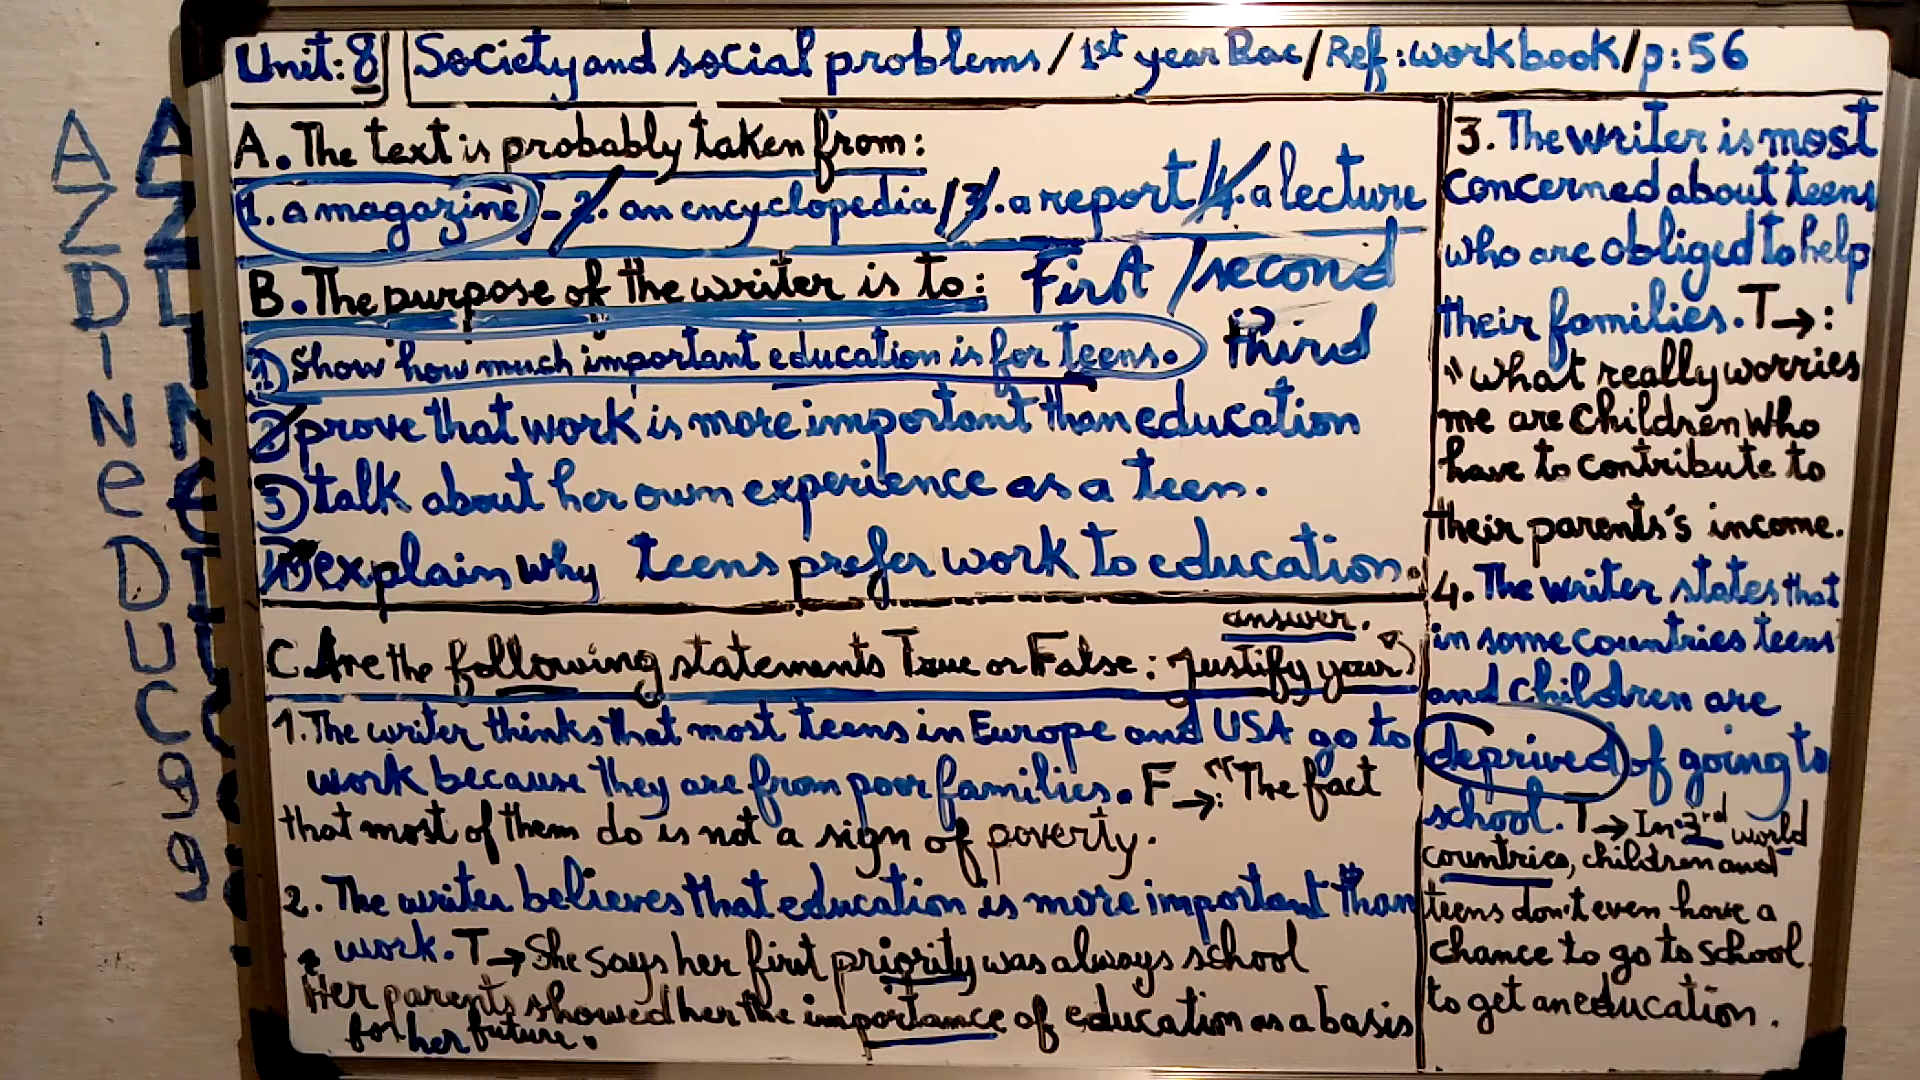 Unit: 8 Society and social problems / 1st year Bac / Ref: workbook / p: 56
A. The text is probably taken from:
1. a magazine - 2. an encyclopedia / 3. a report / 4. a lecture
B. The purpose of the writer is to: First / second
third
1) Show how much important education is for teens.
2) prove that work is more important than education
3) talk about her own experience as a teen.
explain why teens prefer work to education.
answer.
C. Are the following statements True or False: justify your
1. The writer thinks that most teens in Europe and USA go to
work because they are from poor families. F →: "The fact
that most of them do is not a sign of poverty.
2. The writer believes that education is more important than
work. T → She says her first priority was always school
Her parents showed her the importance of education as a basis
for her future.
3. The writer is most
concerned about teens
who are obliged to help
their families. T →:
"what really worries
me are children who
have to contribute to
their parents's income.
4. The writer states that
in some countries teens
and children are
deprived of going to
school. T → In 3rd world
countries, children and
teens don't even have a
chance to go to school
to get an education.
A
Z
D
I
N
e
D
U
C
9
9